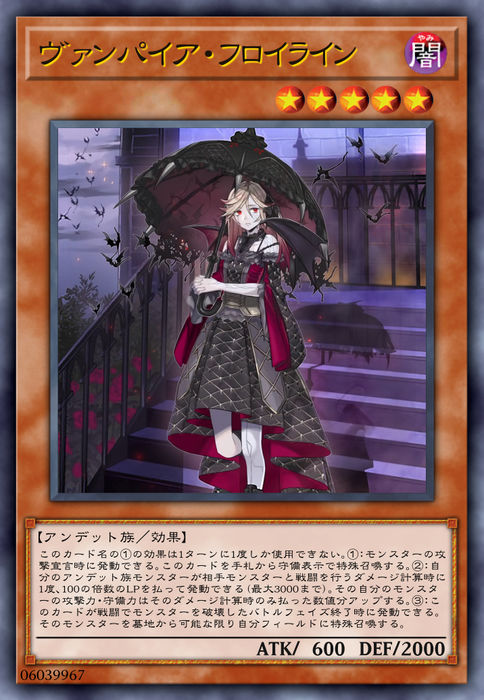 ヴァンパイア・フロイライン
やみ
闇
【アンデット族／効果】
このカード名の①の効果は1ターンに1度しか使用できない。①：モンスターの攻
撃宣言時に発動できる。このカードを手札から守備表示で特殊召喚する。②：自
分のアンデット族モンスターが相手モンスターと戦闘を行うダメージ計算時に
1度、100の倍数のLPを払って発動できる（最大3000まで）。その自分のモンスタ
ーの攻撃力・守備力はそのダメージ計算時のみ払った数値分アップする。③：こ
のカードが戦闘でモンスターを破壊したバトルフェイズ終了時に発動できる。
そのモンスターを墓地から可能な限り自分フィールドに特殊召喚する。
ATK/ 600 DEF/2000
06039967